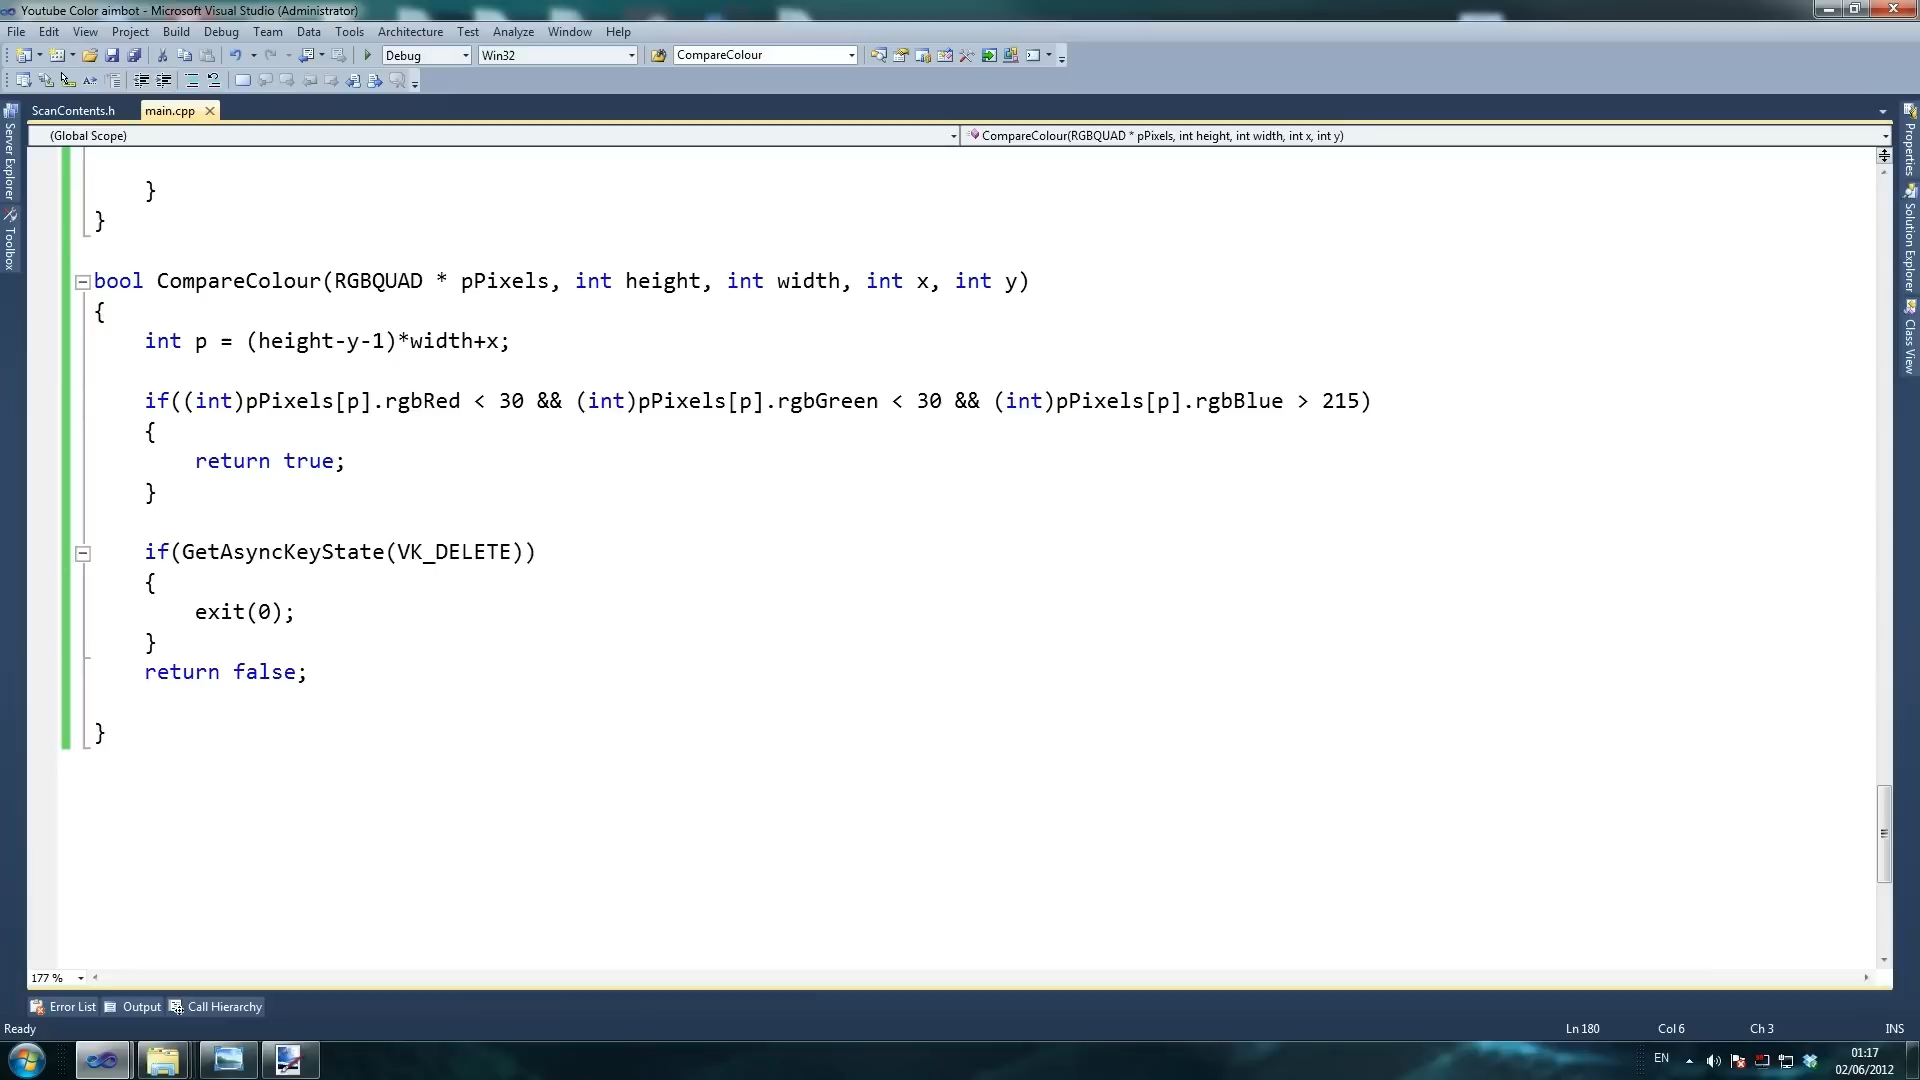 Youtube Color aimbot - Microsoft Visual Studio (Administrator)
File Edit View Project Build Debug Team Data Tools Architecture Test Analyze Window Help
Debug Win32 CompareColour
ScanContents.h main.cpp
(Global Scope) CompareColour(RGBQUAD * pPixels, int height, int width, int x, int y)
Server Explorer
Toolbox
Properties
Solution Explorer
Class View
}
}
bool CompareColour(RGBQUAD * pPixels, int height, int width, int x, int y)
{
int p = (height-y-1)*width+x;
if((int)pPixels[p].rgbRed < 30 && (int)pPixels[p].rgbGreen < 30 && (int)pPixels[p].rgbBlue > 215)
{
return true;
}
if(GetAsyncKeyState(VK_DELETE))
{
exit(0);
}
return false;
}
177 %
Error List Output Call Hierarchy
Ready Ln 180 Col 6 Ch 3 INS
EN 01:17
02/06/2012